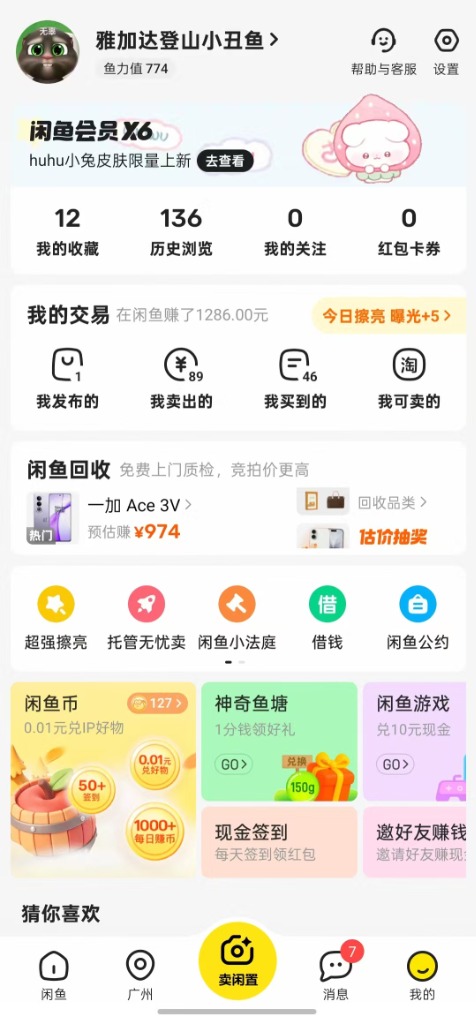 无辜
雅加达登山小丑鱼
鱼力值 774
帮助与客服
设置
闲鱼会员 X6
huhu小兔皮肤限量上新
去查看
12
136
0
0
我的收藏
历史浏览
我的关注
红包卡券
我的交易
在闲鱼赚了1286.00元
今日擦亮 曝光+5
1
89
46
淘
我发布的
我卖出的
我买到的
我可卖的
闲鱼回收
免费上门质检，竞拍价更高
一加 Ace 3V
预估赚 ¥974
热门
回收品类
估价抽奖
借
超强擦亮
托管无忧卖
闲鱼小法庭
借钱
闲鱼公约
闲鱼币
127
0.01元兑IP好物
0.01元
兑好物
50+
签到
1000+
每日赚币
神奇鱼塘
1分钱领好礼
GO
兑换
150g
闲鱼游戏
兑10元现金
GO
现金签到
每天签到领红包
邀好友赚钱
邀请好友赚现
猜你喜欢
闲鱼
广州
卖闲置
7
消息
我的